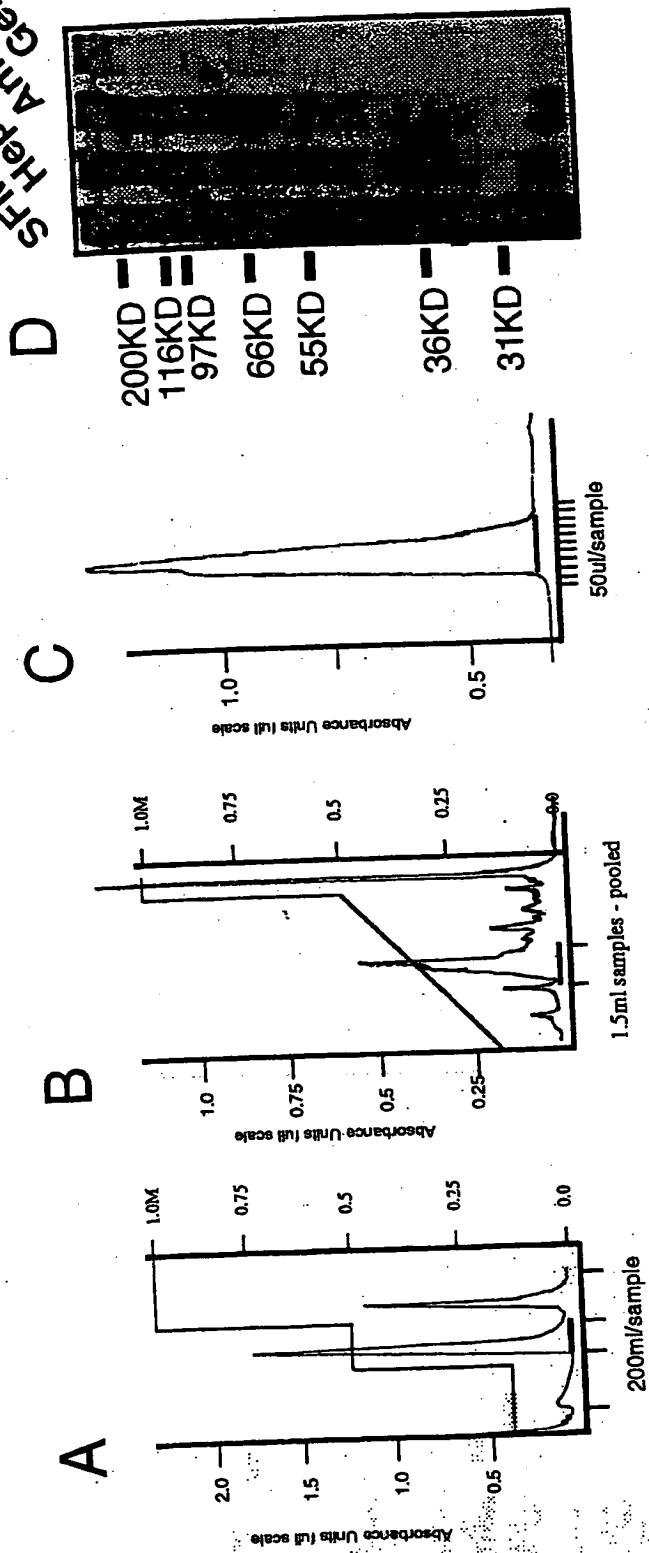 A
Absorbance Units full scale
2.0
1.5
1.0
0.5
1.0M
0.75
0.5
0.25
0.0
200ml/sample
B
Absorbance Units full scale
1.0
0.75
0.5
0.25
1.0M
0.75
0.5
0.25
0.0
1.5ml samples - pooled
C
Absorbance Units full scale
1.0
0.5
50ul/sample
D
Hep
200KD
116KD
97KD
66KD
55KD
36KD
31KD